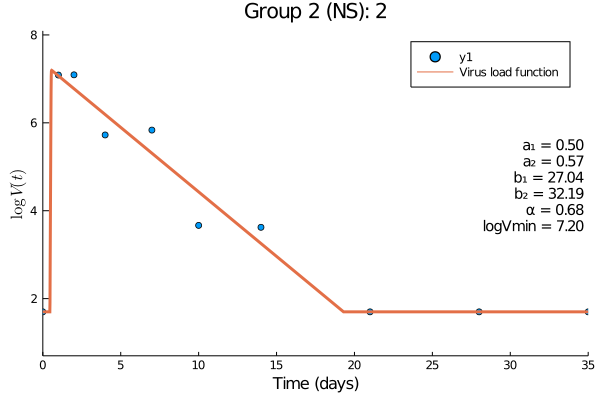 Group 2 (NS): 2
8
6
4
2
log V(t)
y1
Virus load function
a₁ = 0.50
a₂ = 0.57
b₁ = 27.04
b₂ = 32.19
α = 0.68
logVmin = 7.20
0 5 10 15 20 25 30 35
Time (days)